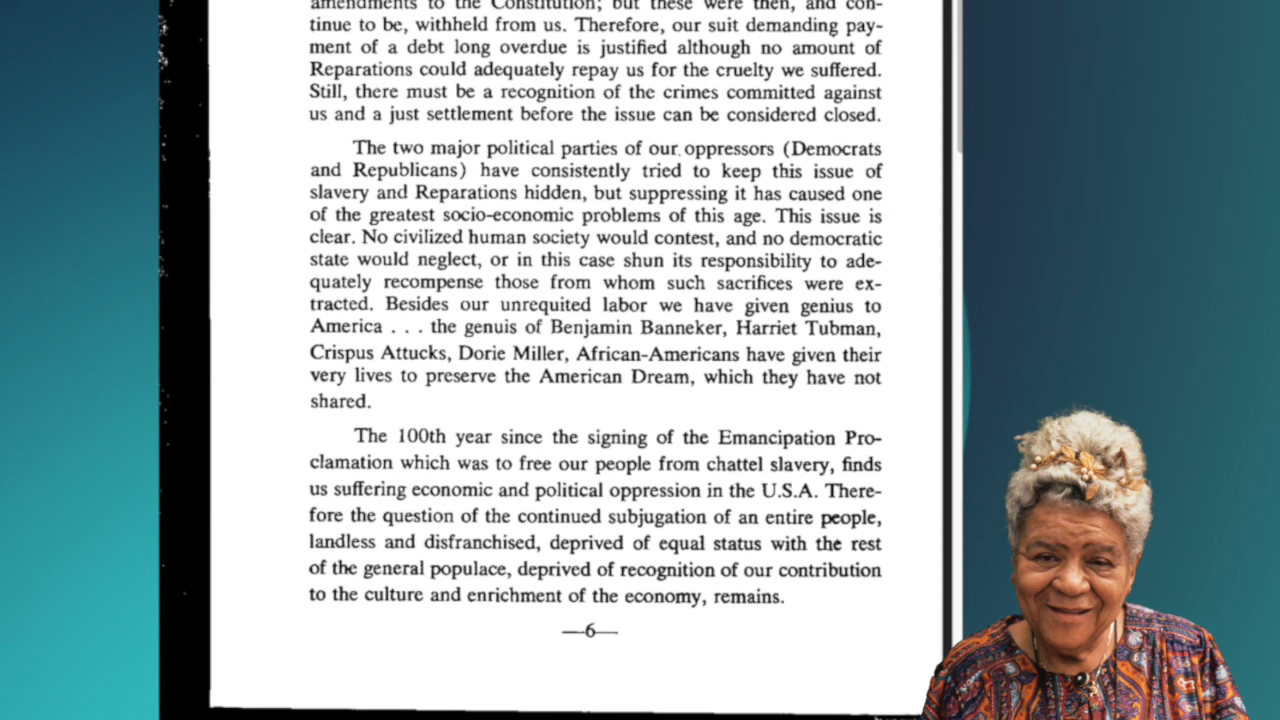 amendments to the Constitution; but these were then, and con-
tinue to be, withheld from us. Therefore, our suit demanding pay-
ment of a debt long overdue is justified although no amount of
Reparations could adequately repay us for the cruelty we suffered.
Still, there must be a recognition of the crimes committed against
us and a just settlement before the issue can be considered closed.
The two major political parties of our oppressors (Democrats
and Republicans) have consistently tried to keep this issue of
slavery and Reparations hidden, but suppressing it has caused one
of the greatest socio-economic problems of this age. This issue is
clear. No civilized human society would contest, and no democratic
state would neglect, or in this case shun its responsibility to ade-
quately recompense those from whom such sacrifices were ex-
tracted. Besides our unrequited labor we have given genius to
America . . . the genuis of Benjamin Banneker, Harriet Tubman,
Crispus Attucks, Dorie Miller, African-Americans have given their
very lives to preserve the American Dream, which they have not
shared.
The 100th year since the signing of the Emancipation Pro-
clamation which was to free our people from chattel slavery, finds
us suffering economic and political oppression in the U.S.A. There-
fore the question of the continued subjugation of an entire people,
landless and disfranchised, deprived of equal status with the rest
of the general populace, deprived of recognition of our contribution
to the culture and enrichment of the economy, remains.
—6—